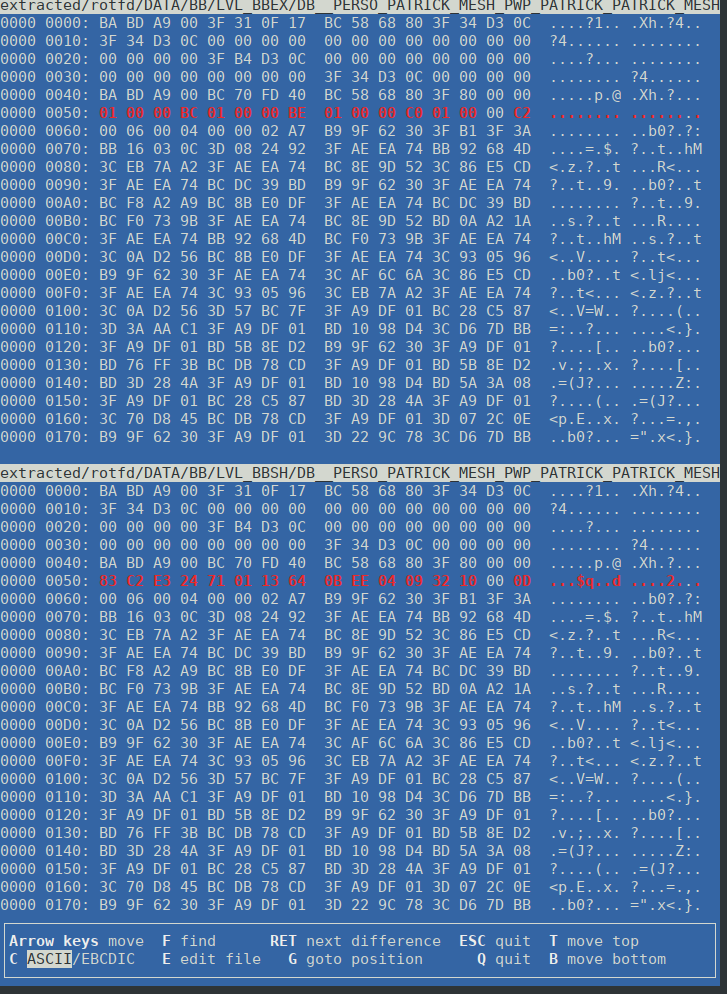 extracted/rotfd/DATA/BB/LVL_BBEX/DB__PERSO_PATRICK_MESH_PWP_PATRICK_PATRICK_MESH
0000 0000: BA BD A9 00 3F 31 0F 17  BC 58 68 80 3F 34 D3 0C  ....?1.. .Xh.?4..
0000 0010: 3F 34 D3 0C 00 00 00 00  00 00 00 00 00 00 00 00  ?4...... ........
0000 0020: 00 00 00 00 3F B4 D3 0C  00 00 00 00 00 00 00 00  ....?... ........
0000 0030: 00 00 00 00 00 00 00 00  3F 34 D3 0C 00 00 00 00  ........ ?4......
0000 0040: BA BD A9 00 BC 70 FD 40  BC 58 68 80 3F 80 00 00  .....p.@ .Xh.?...
0000 0050: 01 00 00 BC 01 00 00 BF  01 00 00 C0 01 00 00 C2  ........ ........
0000 0060: 00 06 00 04 00 00 02 A7  B9 9F 62 30 3F B1 3F 3A  ........ ..b0?.?:
0000 0070: BB 16 03 0C 3D 08 24 92  3F AE EA 74 BB 92 68 4D  ....=.$. ?..t..hM
0000 0080: 3C EB 7A A2 3F AE EA 74  BC 8E 9D 52 3C 86 E5 CD  <.z.?..t ...R<...
0000 0090: 3F AE EA 74 BC DC 39 BD  B9 9F 62 30 3F AE EA 74  ?..t..9. ..b0?..t
0000 00A0: BC F8 A2 A9 BC 8B E0 DF  3F AE EA 74 BC DC 39 BD  ........ ?..t..9.
0000 00B0: BC F0 73 9B 3F AE EA 74  BC 8E 9D 52 BD 0A A2 1A  ..s.?..t ...R....
0000 00C0: 3F AE EA 74 BB 92 68 4D  BC F0 73 9B 3F AE EA 74  ?..t..hM ..s.?..t
0000 00D0: 3C 0A D2 56 BC 8B E0 DF  3F AE EA 74 3C 93 05 96  <..V.... ?..t<...
0000 00E0: B9 9F 62 30 3F AE EA 74  3C AF 6C 6A 3C 86 E5 CD  ..b0?..t <.lj<...
0000 00F0: 3F AE EA 74 3C 93 05 96  3C EB 7A A2 3F AE EA 74  ?..t<... <.z.?..t
0000 0100: 3C 0A D2 56 3D 57 BC 7F  3F A9 DF 01 BC 28 C5 87  <..V=W.. ?....(..
0000 0110: 3D 3A AA C1 3F A9 DF 01  BD 10 98 D4 3C D6 7D BB  =:..?... ....<.}.
0000 0120: 3F A9 DF 01 BD 5B 8E D2  B9 9F 62 30 3F A9 DF 01  ?....[.. ..b0?...
0000 0130: BD 76 FF 3B BC DB 78 CD  3F A9 DF 01 BD 5B 8E D2  .v.;..x. ?....[..
0000 0140: BD 3D 28 4A 3F A9 DF 01  BD 10 98 D4 BD 5A 3A 08  .=(J?... .....Z:.
0000 0150: 3F A9 DF 01 BC 28 C5 87  BD 3D 28 4A 3F A9 DF 01  ?....(.. .=(J?...
0000 0160: 3C 70 D8 45 BC DB 78 CD  3F A9 DF 01 3D 07 2C 0E  <p.E..x. ?...=.,.
0000 0170: B9 9F 62 30 3F A9 DF 01  3D 22 9C 78 3C D6 7D BB  ..b0?... =".x<.}.
extracted/rotfd/DATA/BB/LVL_BBSH/DB__PERSO_PATRICK_MESH_PWP_PATRICK_PATRICK_MESH
0000 0000: BA BD A9 00 3F 31 0F 17  BC 58 68 80 3F 34 D3 0C  ....?1.. .Xh.?4..
0000 0010: 3F 34 D3 0C 00 00 00 00  00 00 00 00 00 00 00 00  ?4...... ........
0000 0020: 00 00 00 00 3F B4 D3 0C  00 00 00 00 00 00 00 00  ....?... ........
0000 0030: 00 00 00 00 00 00 00 00  3F 34 D3 0C 00 00 00 00  ........ ?4......
0000 0040: BA BD A9 00 BC 70 FD 40  BC 58 68 80 3F 80 00 00  .....p.@ .Xh.?...
0000 0050: 83 C2 E3 24 71 01 13 64  0B EF 04 09 32 10 00 0D  ...$q..d ....2...
0000 0060: 00 06 00 04 00 00 02 A7  B9 9F 62 30 3F B1 3F 3A  ........ ..b0?.?:
0000 0070: BB 16 03 0C 3D 08 24 92  3F AE EA 74 BB 92 68 4D  ....=.$. ?..t..hM
0000 0080: 3C EB 7A A2 3F AE EA 74  BC 8E 9D 52 3C 86 E5 CD  <.z.?..t ...R<...
0000 0090: 3F AE EA 74 BC DC 39 BD  B9 9F 62 30 3F AE EA 74  ?..t..9. ..b0?..t
0000 00A0: BC F8 A2 A9 BC 8B E0 DF  3F AE EA 74 BC DC 39 BD  ........ ?..t..9.
0000 00B0: BC F0 73 9B 3F AE EA 74  BC 8E 9D 52 BD 0A A2 1A  ..s.?..t ...R....
0000 00C0: 3F AE EA 74 BB 92 68 4D  BC F0 73 9B 3F AE EA 74  ?..t..hM ..s.?..t
0000 00D0: 3C 0A D2 56 BC 8B E0 DF  3F AE EA 74 3C 93 05 96  <..V.... ?..t<...
0000 00E0: B9 9F 62 30 3F AE EA 74  3C AF 6C 6A 3C 86 E5 CD  ..b0?..t <.lj<...
0000 00F0: 3F AE EA 74 3C 93 05 96  3C EB 7A A2 3F AE EA 74  ?..t<... <.z.?..t
0000 0100: 3C 0A D2 56 3D 57 BC 7F  3F A9 DF 01 BC 28 C5 87  <..V=W.. ?....(..
0000 0110: 3D 3A AA C1 3F A9 DF 01  BD 10 98 D4 3C D6 7D BB  =:..?... ....<.}.
0000 0120: 3F A9 DF 01 BD 5B 8E D2  B9 9F 62 30 3F A9 DF 01  ?....[.. ..b0?...
0000 0130: BD 76 FF 3B BC DB 78 CD  3F A9 DF 01 BD 5B 8E D2  .v.;..x. ?....[..
0000 0140: BD 3D 28 4A 3F A9 DF 01  BD 10 98 D4 BD 5A 3A 08  .=(J?... .....Z:.
0000 0150: 3F A9 DF 01 BC 28 C5 87  BD 3D 28 4A 3F A9 DF 01  ?....(.. .=(J?...
0000 0160: 3C 70 D8 45 BC DB 78 CD  3F A9 DF 01 3D 07 2C 0E  <p.E..x. ?...=.,.
0000 0170: B9 9F 62 30 3F A9 DF 01  3D 22 9C 78 3C D6 7D BB  ..b0?... =".x<.}.
Arrow keys move  F find      RET next difference  ESC quit  T move top
C ASCII/EBCDIC   E edit file   G goto position      Q quit  B move bottom